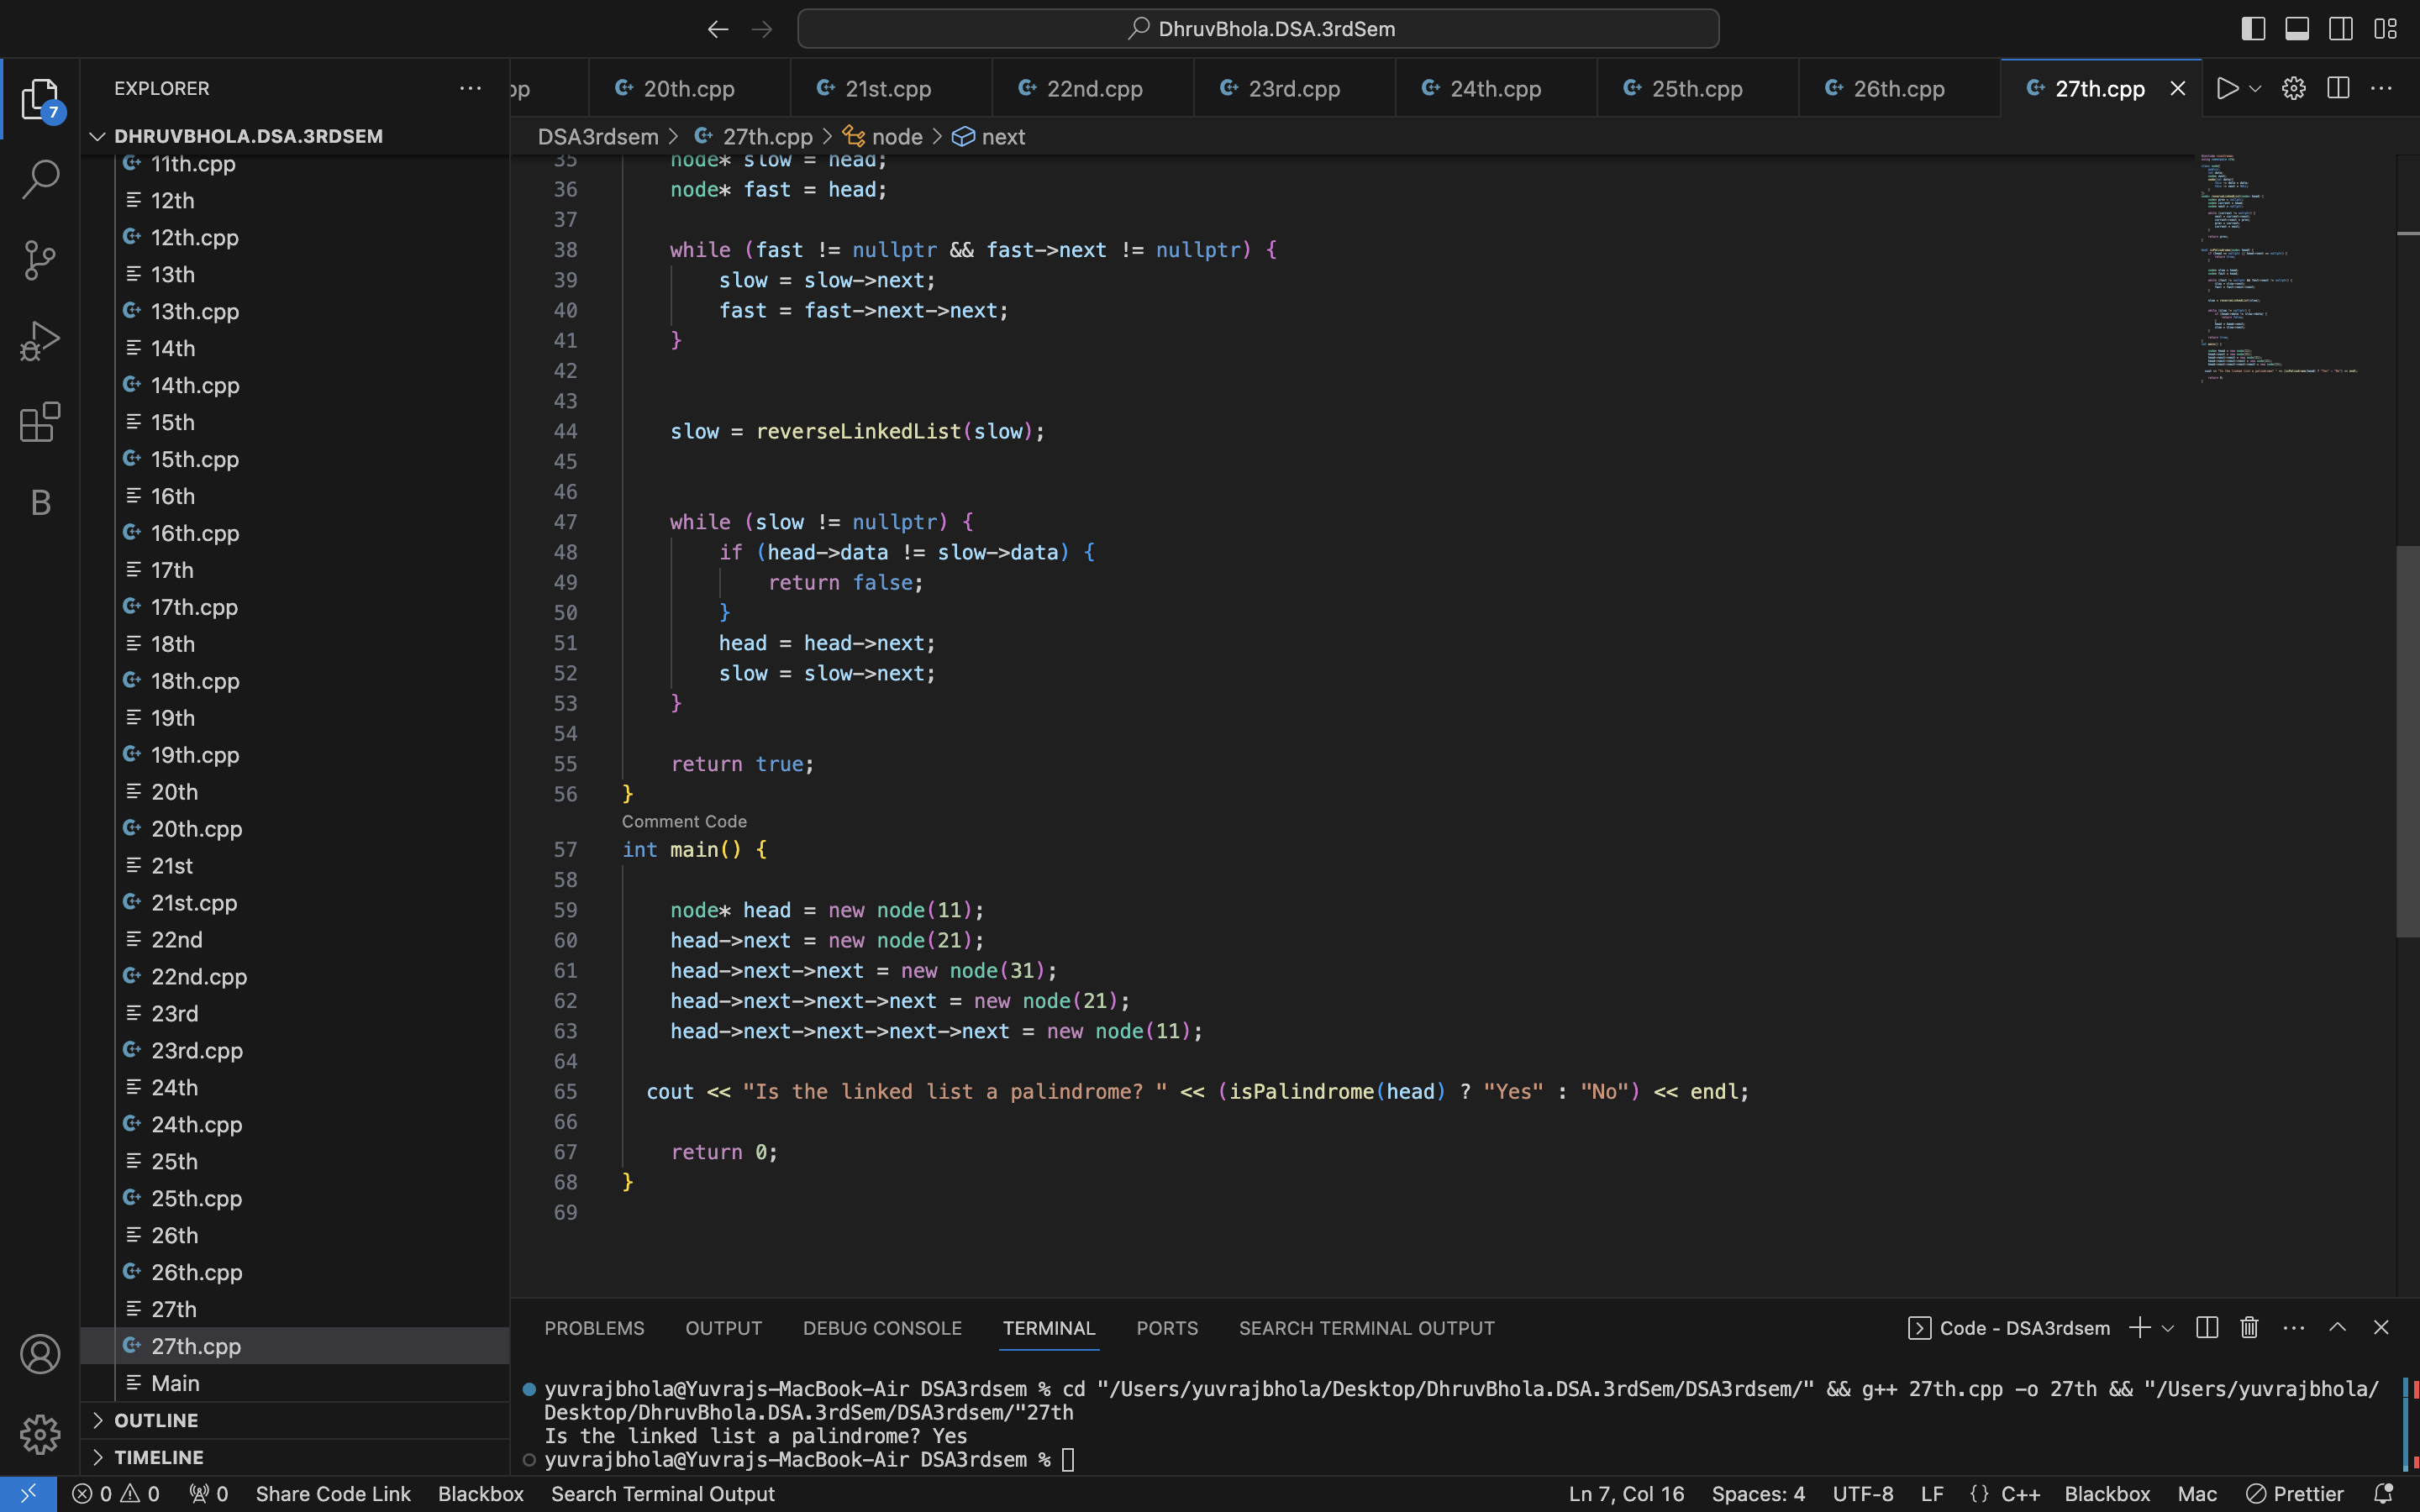 DhruvBhola.DSA.3rdSem
EXPLORER
7
DHRUVBHOLA.DSA.3RDSEM
11th.cpp
12th
12th.cpp
13th
13th.cpp
14th
14th.cpp
15th
15th.cpp
16th
16th.cpp
17th
17th.cpp
18th
18th.cpp
19th
19th.cpp
20th
20th.cpp
21st
21st.cpp
22nd
22nd.cpp
23rd
23rd.cpp
24th
24th.cpp
25th
25th.cpp
26th
26th.cpp
27th
27th.cpp
Main
OUTLINE
TIMELINE
pp 20th.cpp 21st.cpp 22nd.cpp 23rd.cpp 24th.cpp 25th.cpp 26th.cpp 27th.cpp
DSA3rdsem > 27th.cpp > node > next
35 node* slow = head;
36 node* fast = head;
37
38 while (fast != nullptr && fast->next != nullptr) {
39 slow = slow->next;
40 fast = fast->next->next;
41 }
42
43
44 slow = reverseLinkedList(slow);
45
46
47 while (slow != nullptr) {
48 if (head->data != slow->data) {
49 return false;
50 }
51 head = head->next;
52 slow = slow->next;
53 }
54
55 return true;
56 }
Comment Code
57 int main() {
58
59 node* head = new node(11);
60 head->next = new node(21);
61 head->next->next = new node(31);
62 head->next->next->next = new node(21);
63 head->next->next->next->next = new node(11);
64
65 cout << "Is the linked list a palindrome? " << (isPalindrome(head) ? "Yes" : "No") << endl;
66
67 return 0;
68 }
69
PROBLEMS OUTPUT DEBUG CONSOLE TERMINAL PORTS SEARCH TERMINAL OUTPUT Code - DSA3rdsem
yuvrajbhola@Yuvrajs-MacBook-Air DSA3rdsem % cd "/Users/yuvrajbhola/Desktop/DhruvBhola.DSA.3rdSem/DSA3rdsem/" && g++ 27th.cpp -o 27th && "/Users/yuvrajbhola/
Desktop/DhruvBhola.DSA.3rdSem/DSA3rdsem/"27th
Is the linked list a palindrome? Yes
yuvrajbhola@Yuvrajs-MacBook-Air DSA3rdsem %
0 0 0 Share Code Link Blackbox Search Terminal Output Ln 7, Col 16 Spaces: 4 UTF-8 LF {} C++ Blackbox Mac Prettier